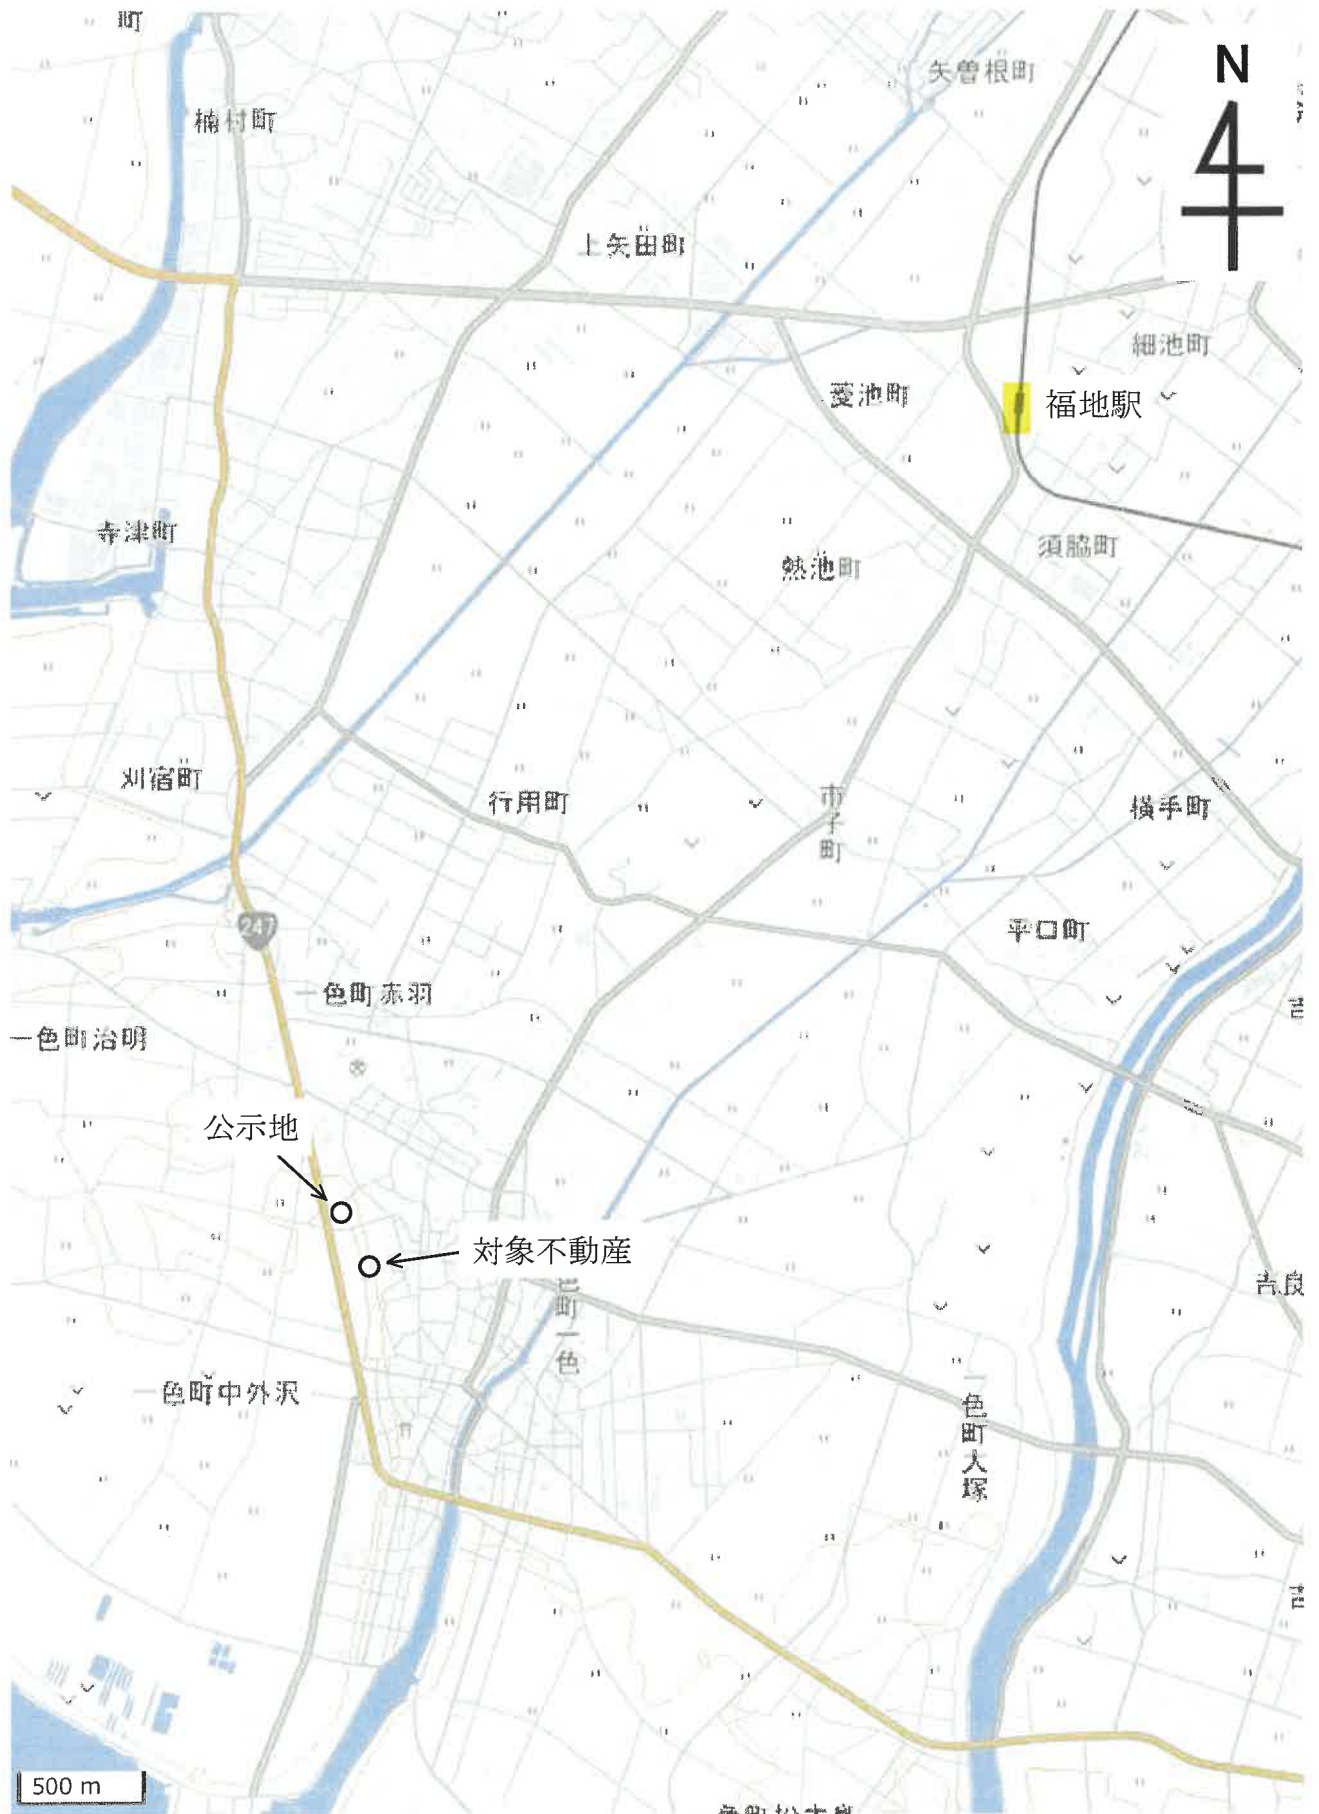 町
N
矢曽根町
楠村町
上矢田町
細池町
菱池町
福地駅
寺津町
熱池町
須脇町
刈宿町
行用町
市子町
横手町
247
平口町
一色町赤羽
一色町治明
公示地
対象不動産
色町一色
吉良
一色町中外沢
一色町大塚
500 m